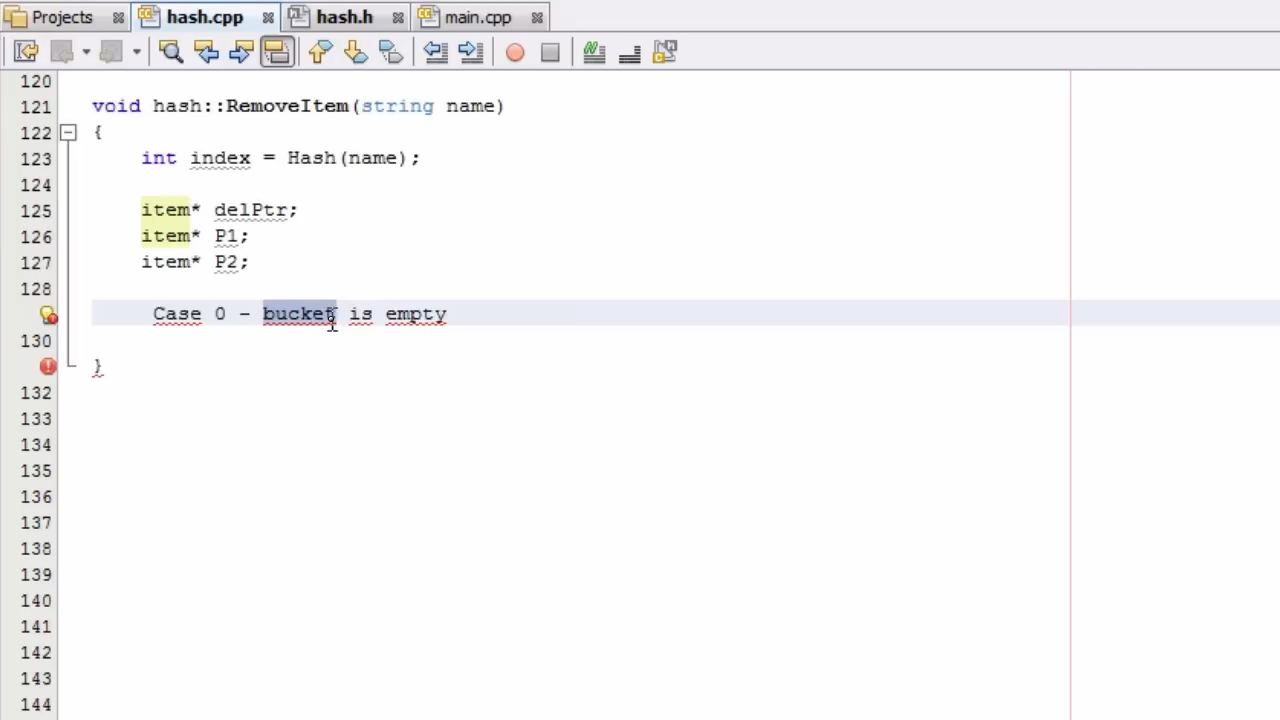 Projects hash.cpp hash.h main.cpp
120
121 void hash::RemoveItem(string name)
122 {
123 int index = Hash(name);
124
125 item* delPtr;
126 item* P1;
127 item* P2;
128
Case 0 - bucket is empty
130
}
132
133
134
135
136
137
138
139
140
141
142
143
144